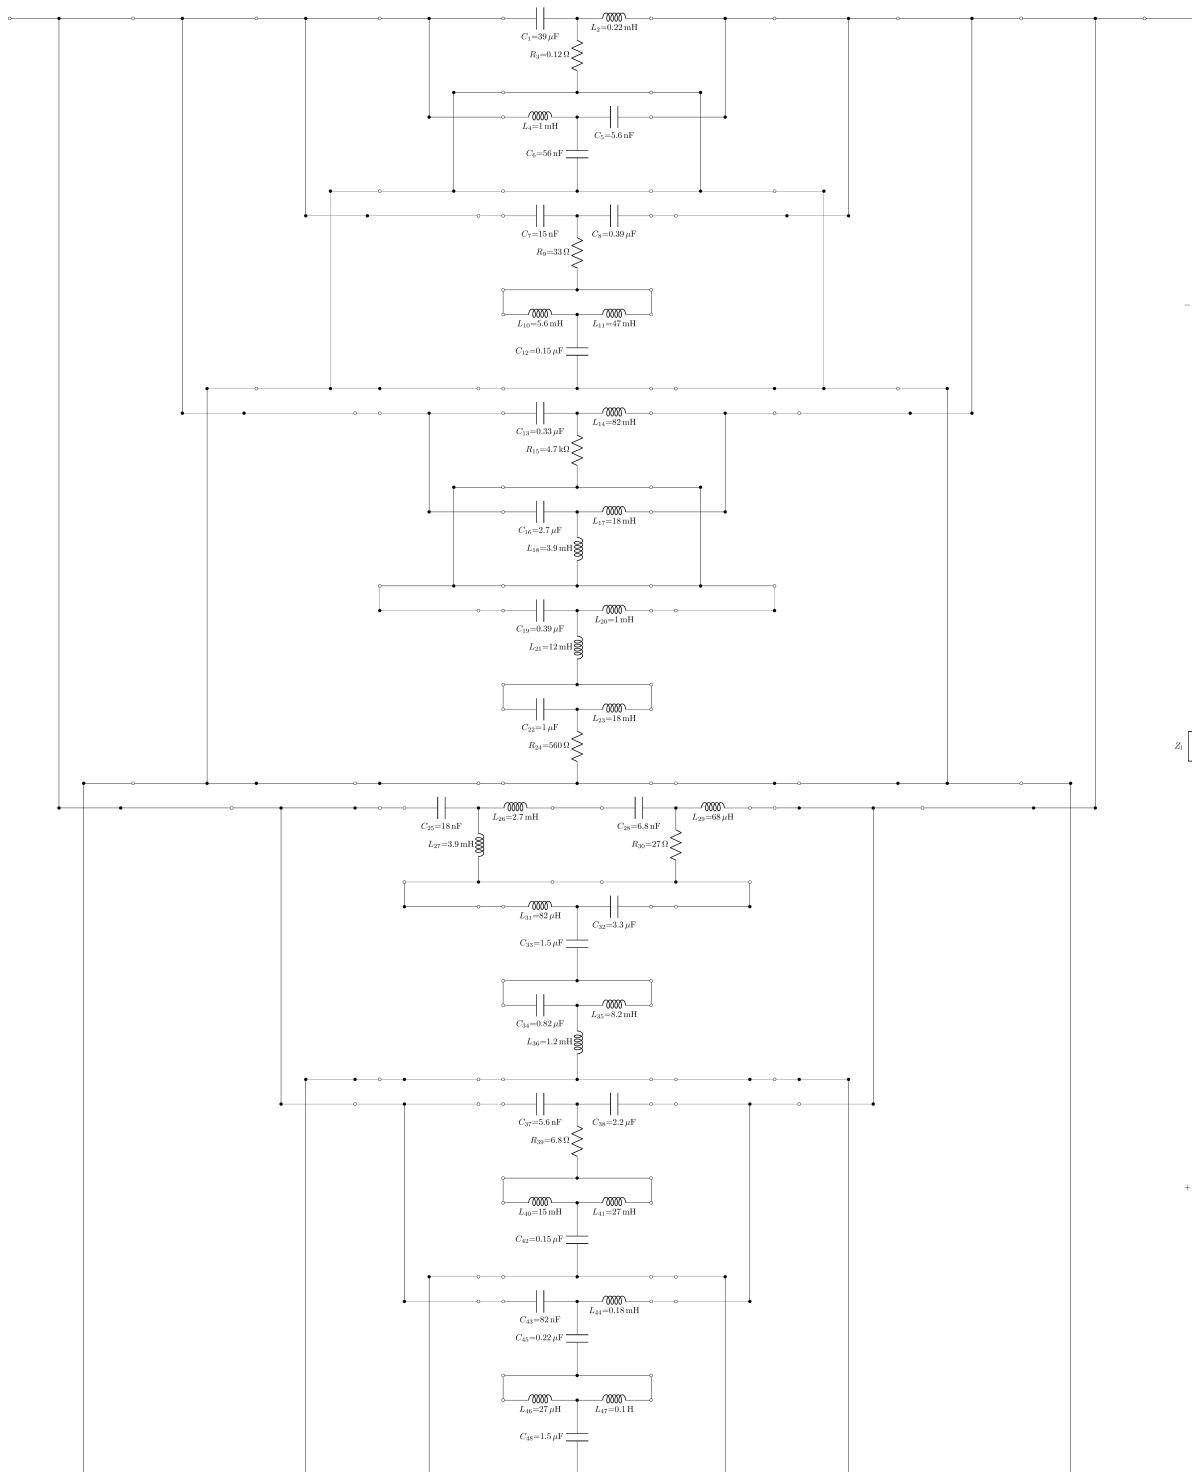 C₁=39 μF
L₂=0.22 mH
R₃=0.12 Ω
L₄=1 mH
C₅=5.6 nF
C₆=56 nF
C₇=15 nF
C₈=0.39 μF
R₉=33 Ω
L₁₀=5.6 mH
L₁₁=47 mH
C₁₂=0.15 μF
C₁₃=0.33 μF
L₁₄=82 mH
R₁₅=4.7 kΩ
C₁₆=2.7 μF
L₁₇=18 mH
L₁₈=3.9 mH
C₁₉=0.39 μF
L₂₀=1 mH
L₂₁=12 mH
C₂₂=1 μF
L₂₃=18 mH
R₂₄=560 Ω
C₂₅=18 nF
L₂₆=2.7 mH
L₂₇=3.9 mH
C₂₈=6.8 nF
L₂₉=68 μH
R₃₀=27 Ω
L₃₁=82 μH
C₃₂=3.3 μF
C₃₃=1.5 μF
C₃₄=0.82 μF
L₃₅=8.2 mH
L₃₆=1.2 mH
C₃₇=5.6 nF
C₃₈=2.2 μF
R₃₉=6.8 Ω
L₄₀=15 mH
L₄₁=27 mH
C₄₂=0.15 μF
C₄₃=82 nF
L₄₄=0.18 mH
C₄₅=0.22 μF
L₄₆=27 μH
L₄₇=0.1 H
C₄₈=1.5 μF
−
Zₗ
+